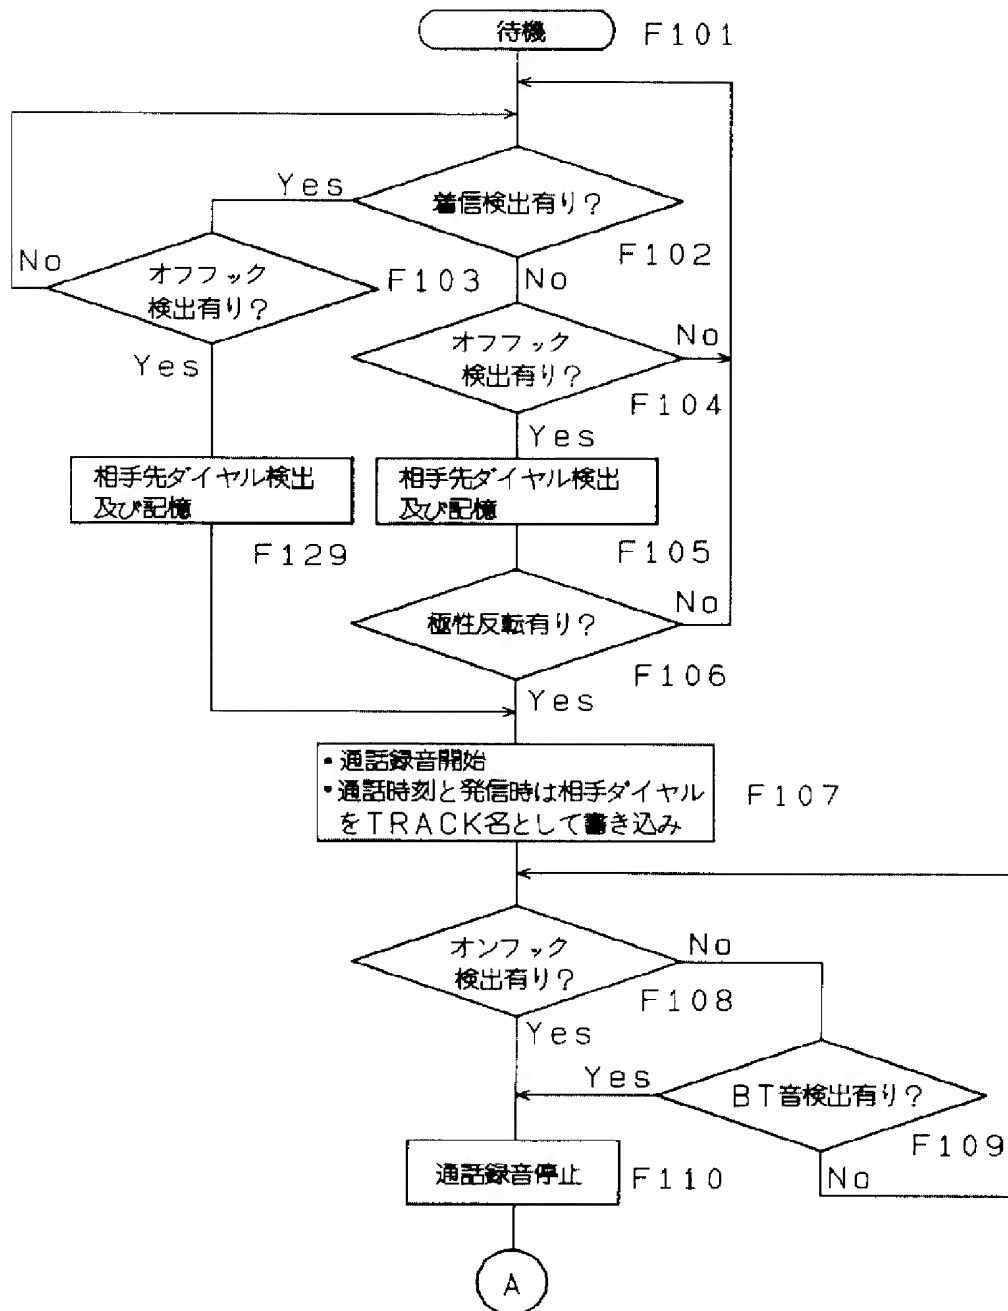 待機
F101
Yes
着信検出有り?
F102
No
オフフック
検出有り?
F103
No
オフフック
検出有り?
No
F104
Yes
Yes
相手先ダイヤル検出
及び記憶
F129
相手先ダイヤル検出
及び記憶
F105
極性反転有り?
No
F106
Yes
・通話録音開始
・通話時刻と発信時は相手ダイヤル
をTRACK名として書き込み
F107
オンフック
検出有り?
No
F108
Yes
BT音検出有り?
Yes
F109
No
通話録音停止
F110
A